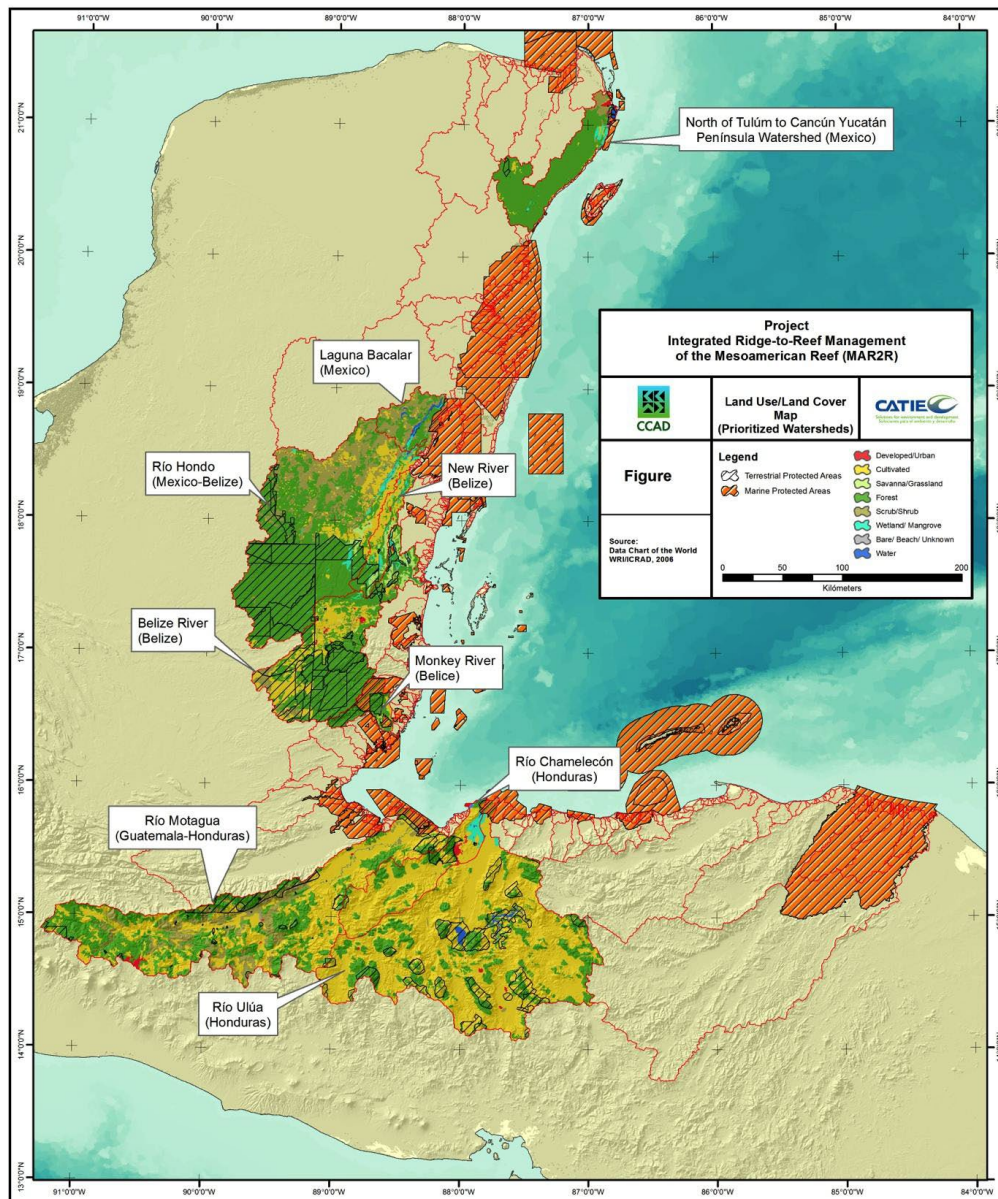 91°0'0"W 90°0'0"W 89°0'0"W 88°0'0"W 87°0'0"W 86°0'0"W 85°0'0"W 84°0'0"W
21°0'0"N
20°0'0"N
19°0'0"N
18°0'0"N
17°0'0"N
16°0'0"N
15°0'0"N
14°0'0"N
13°0'0"N
North of Tulúm to Cancún Yucatán
Península Watershed (Mexico)
Laguna Bacalar
(Mexico)
Río Hondo
(Mexico-Belize)
New River
(Belize)
Belize River
(Belize)
Monkey River
(Belice)
Río Chamelecón
(Honduras)
Río Motagua
(Guatemala-Honduras)
Río Ulúa
(Honduras)
Project
Integrated Ridge-to-Reef Management
of the Mesoamerican Reef (MAR2R)
CCAD
Land Use/Land Cover
Map
(Prioritized Watersheds)
CATIE
Figure
Source:
Data Chart of the World
WRI/ICRAD, 2006
Legend
Terrestrial Protected Areas
Marine Protected Areas
Developed/Urban
Cultivated
Savanna/Grassland
Forest
Scrub/Shrub
Wetland/ Mangrove
Bare/ Beach/ Unknown
Water
0 50 100 200
Kilómeters
91°0'0"W 90°0'0"W 89°0'0"W 88°0'0"W 87°0'0"W 86°0'0"W 85°0'0"W 84°0'0"W